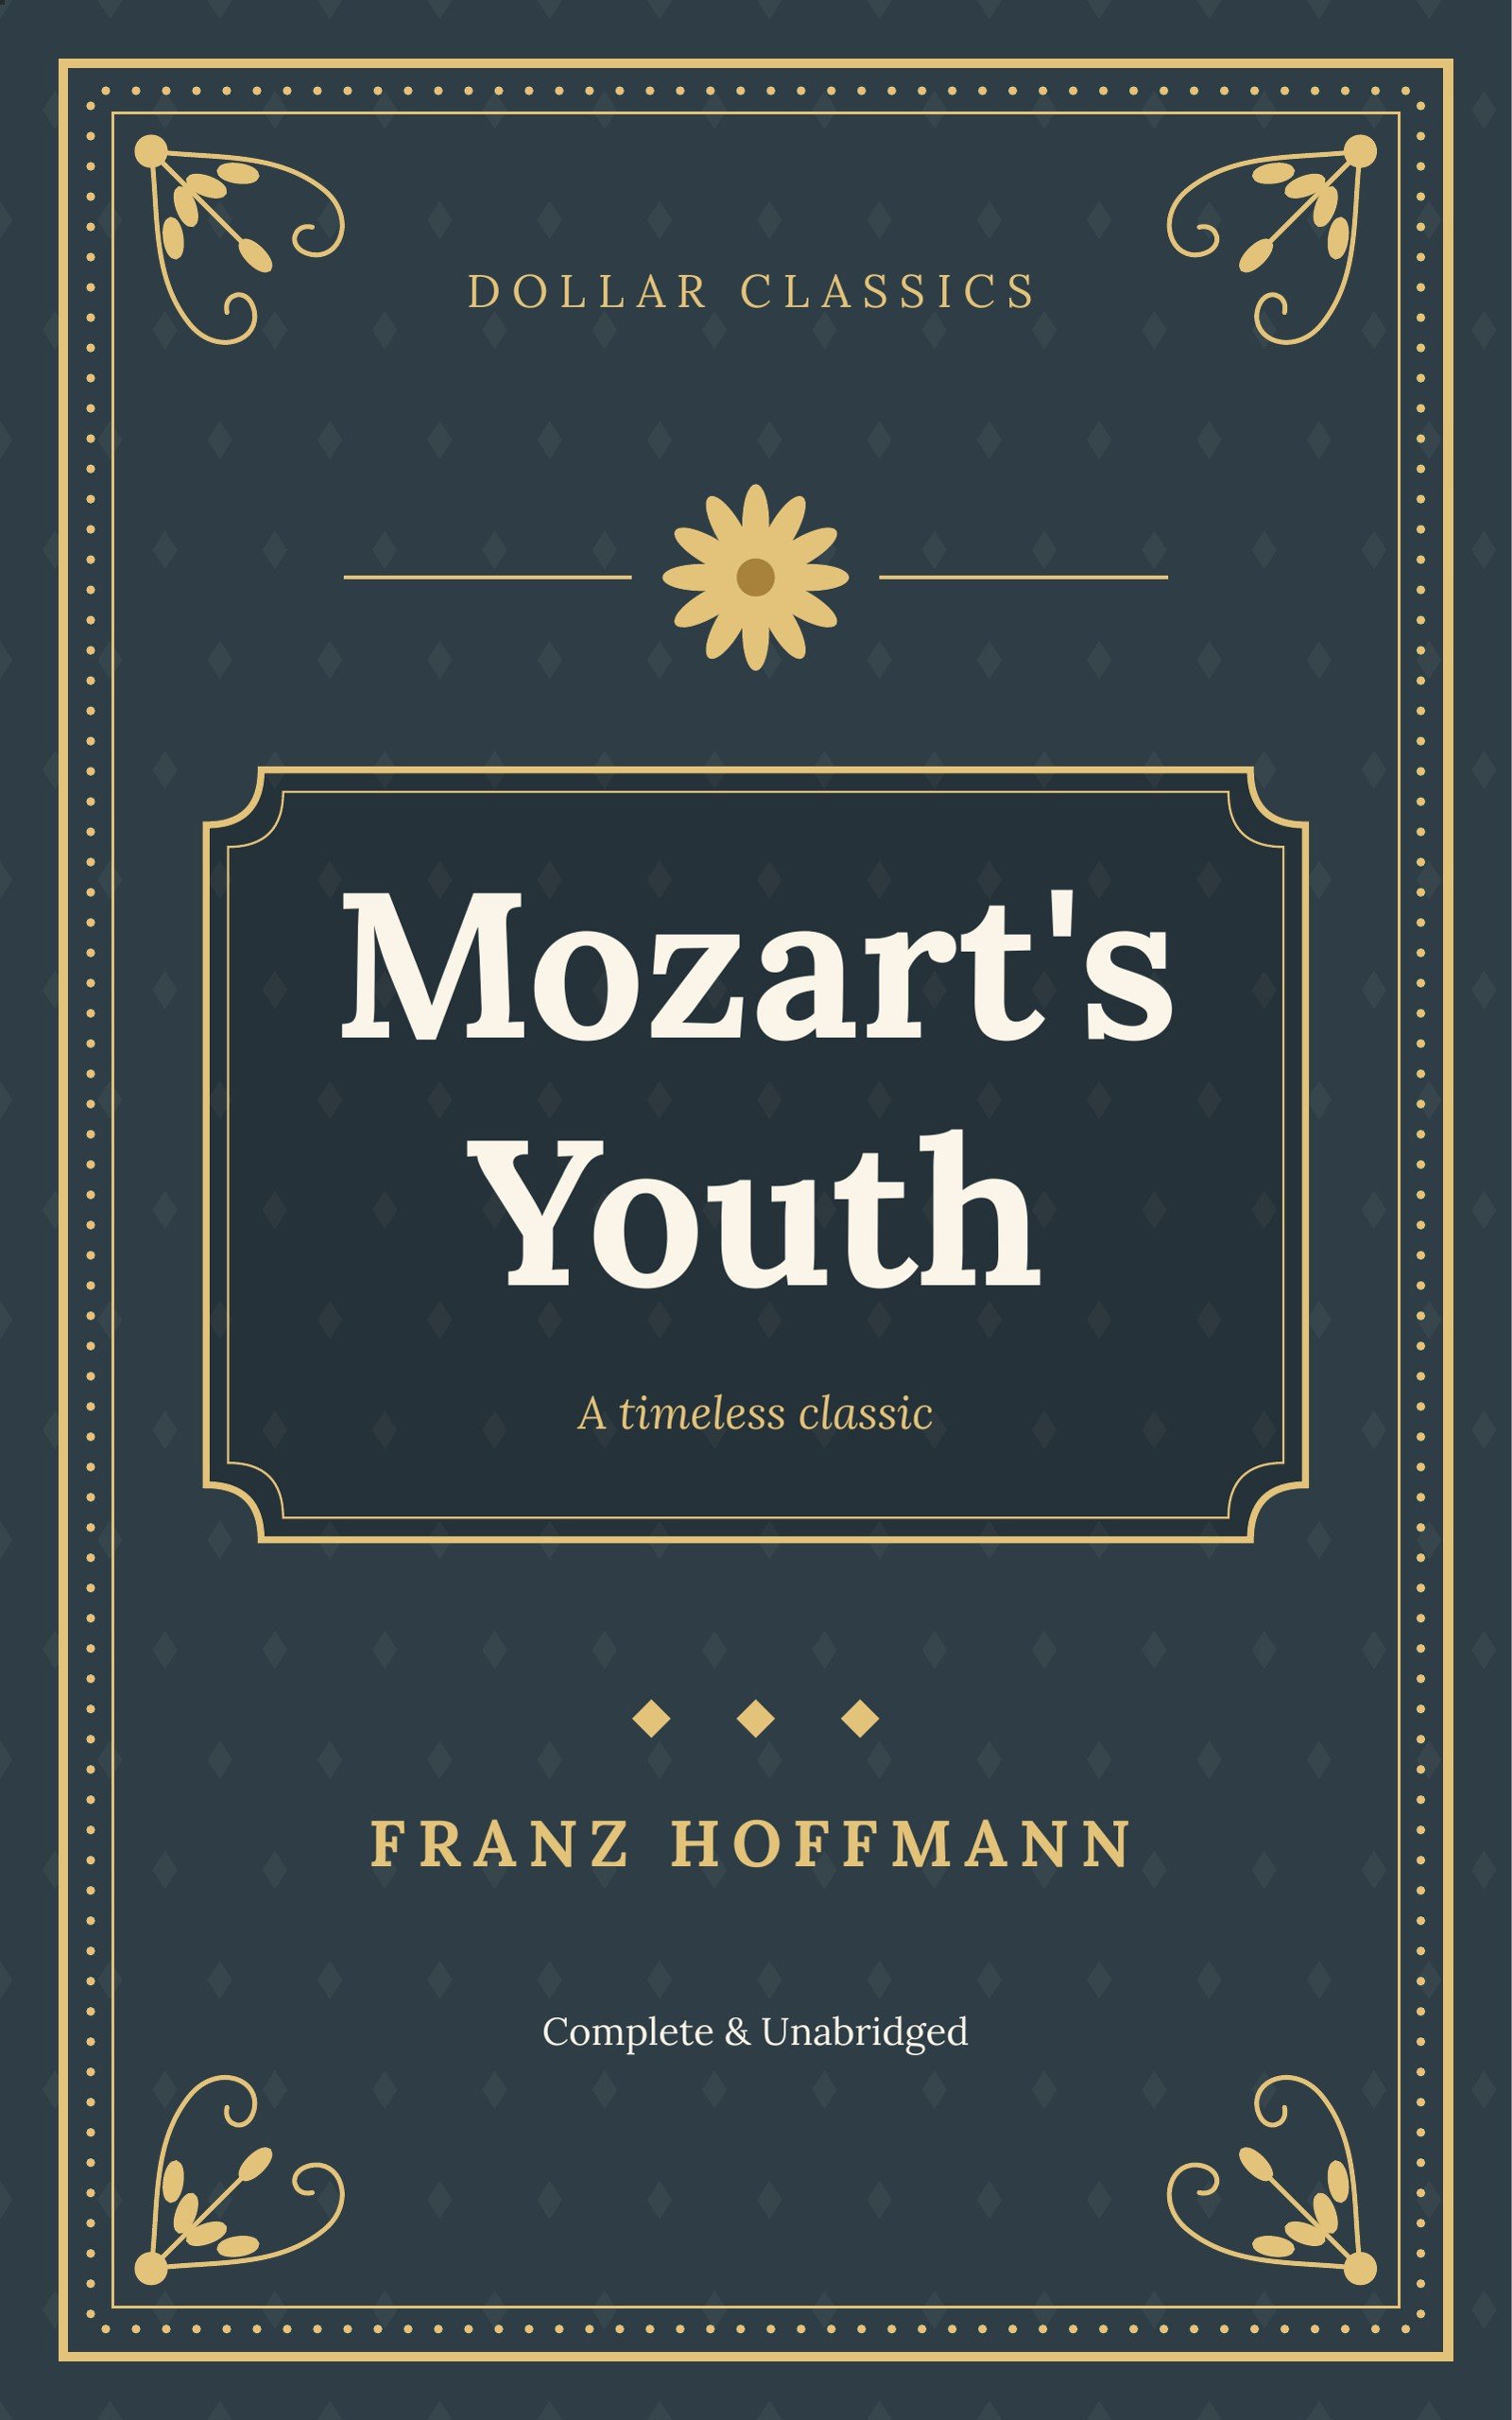 DOLLAR CLASSICS
Mozart's
Youth
A timeless classic
FRANZ HOFFMANN
Complete & Unabridged